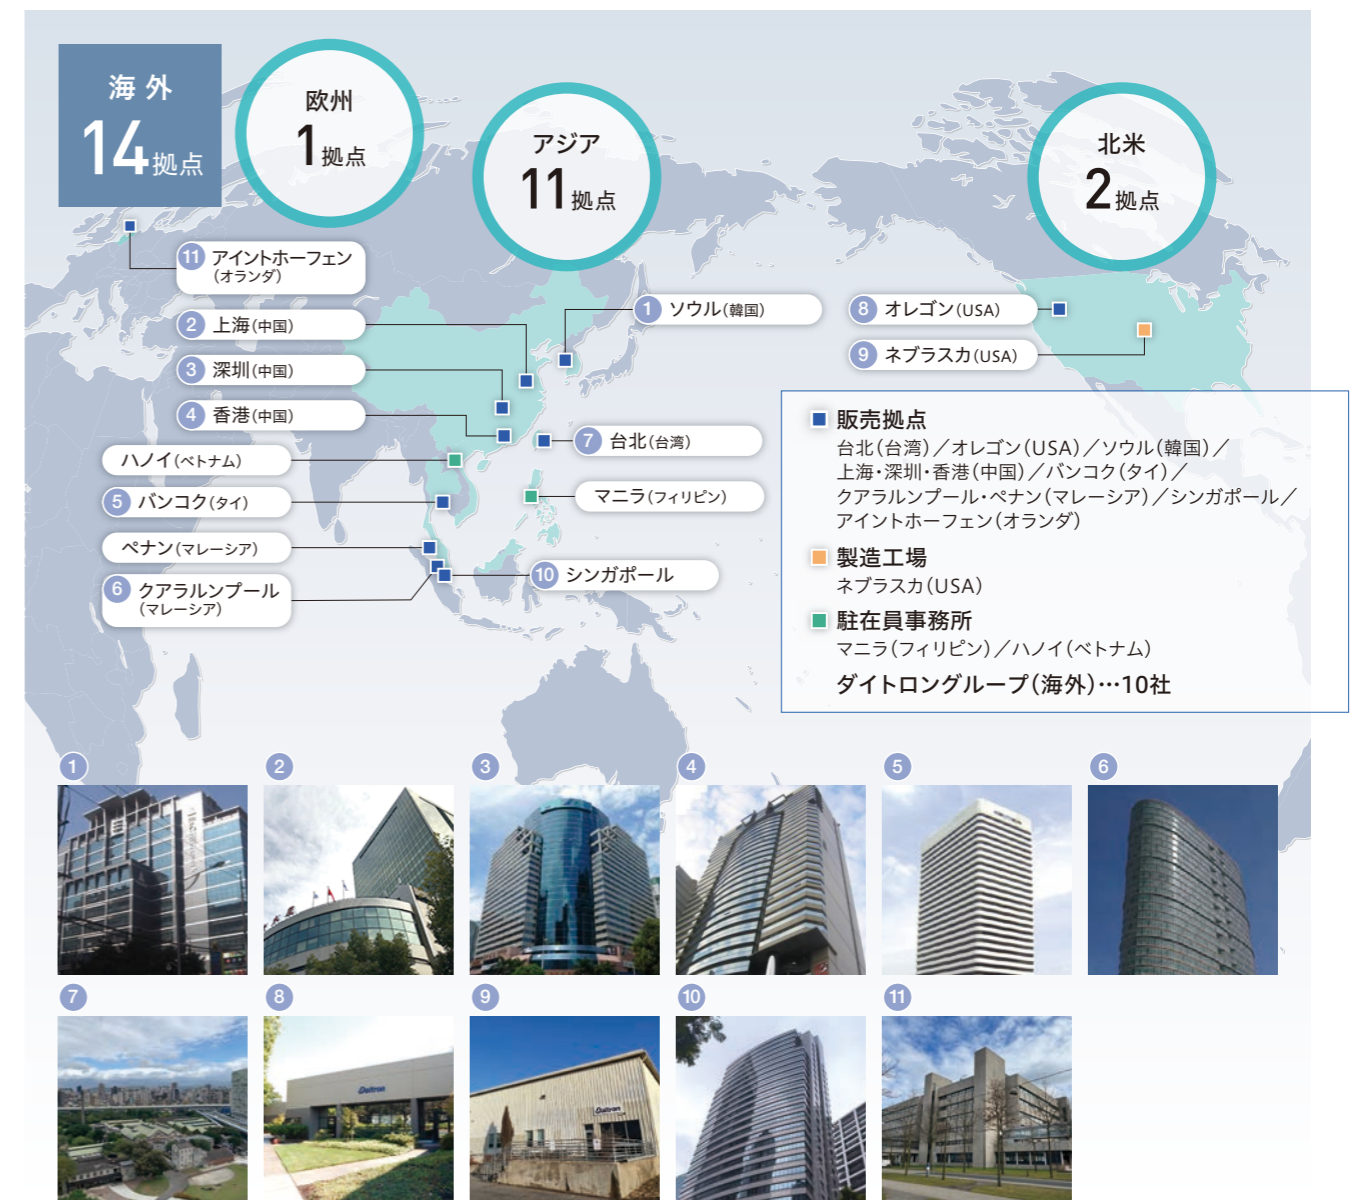 海外
14拠点
欧州
1拠点
アジア
11拠点
北米
2拠点
11 アイントホーフェン
(オランダ)
2 上海(中国)
3 深圳(中国)
4 香港(中国)
ハノイ(ベトナム)
5 バンコク(タイ)
ペナン(マレーシア)
6 クアラルンプール
(マレーシア)
1 ソウル(韓国)
7 台北(台湾)
マニラ(フィリピン)
10 シンガポール
8 オレゴン(USA)
9 ネブラスカ(USA)
販売拠点
台北(台湾)／オレゴン(USA)／ソウル(韓国)／
上海・深圳・香港(中国)／バンコク(タイ)／
クアラルンプール・ペナン(マレーシア)／シンガポール／
アイントホーフェン(オランダ)
製造工場
ネブラスカ(USA)
駐在員事務所
マニラ(フィリピン)／ハノイ(ベトナム)
ダイトロングループ(海外)…10社
1
2
3
4
5
6
7
8
9
10
11
Daitron
Daitron